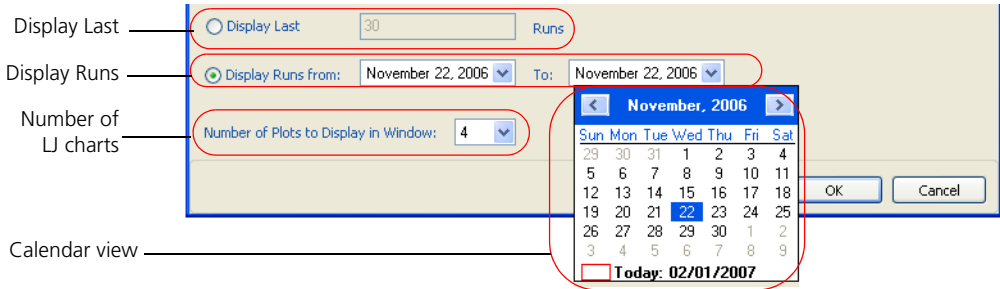 Display Last
Display Last 30 Runs
Display Runs
Display Runs from: November 22, 2006 To: November 22, 2006
Number of
LJ charts
Number of Plots to Display in Window: 4
November, 2006
Sun Mon Tue Wed Thu Fri Sat
29 30 31 1 2 3 4
5 6 7 8 9 10 11
12 13 14 15 16 17 18
19 20 21 22 23 24 25
26 27 28 29 30 1 2
3 4 5 6 7 8 9
Today: 02/01/2007
OK Cancel
Calendar view